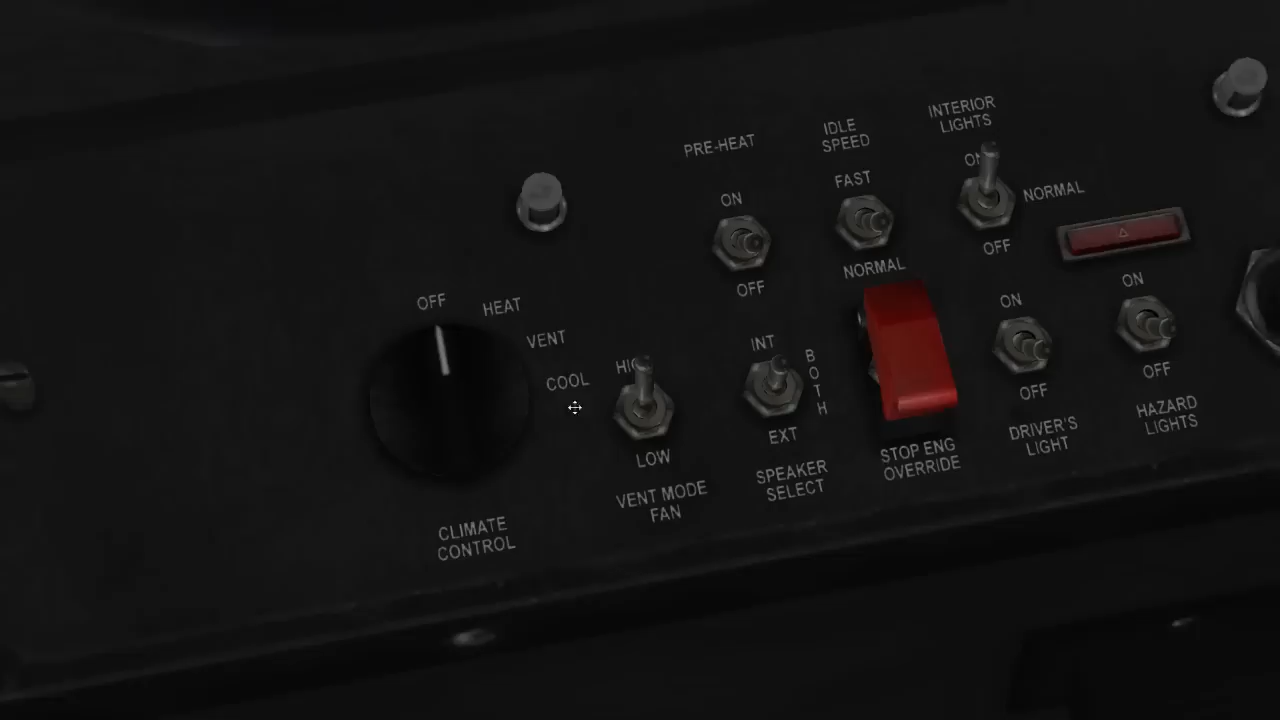 PRE-HEAT
ON
OFF
IDLE
SPEED
FAST
NORMAL
INTERIOR
LIGHTS
NORMAL
OFF
OFF
HEAT
VENT
COOL
CLIMATE
CONTROL
LOW
VENT MODE
FAN
INT
BOTH
EXT
SPEAKER
SELECT
STOP ENG
OVERRIDE
ON
OFF
DRIVER'S
LIGHT
ON
OFF
HAZARD
LIGHTS